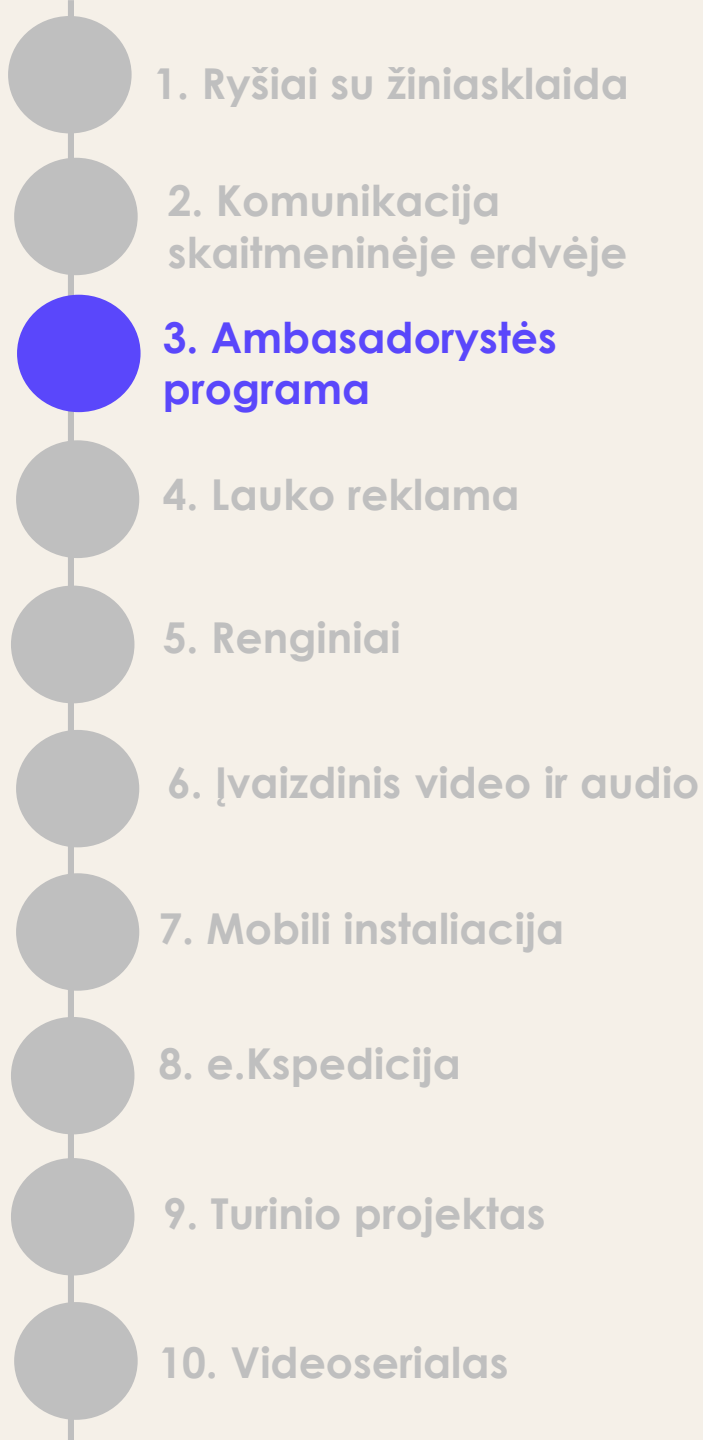 1. Ryšiai su žiniasklaida
2. Komunikacija
skaitmeninėje erdvėje
3. Ambasadorystės
programa
4. Lauko reklama
5. Renginiai
6. Įvaizdinis video ir audio
7. Mobili instaliacija
8. e.Kspedicija
9. Turinio projektas
10. Videoserialas